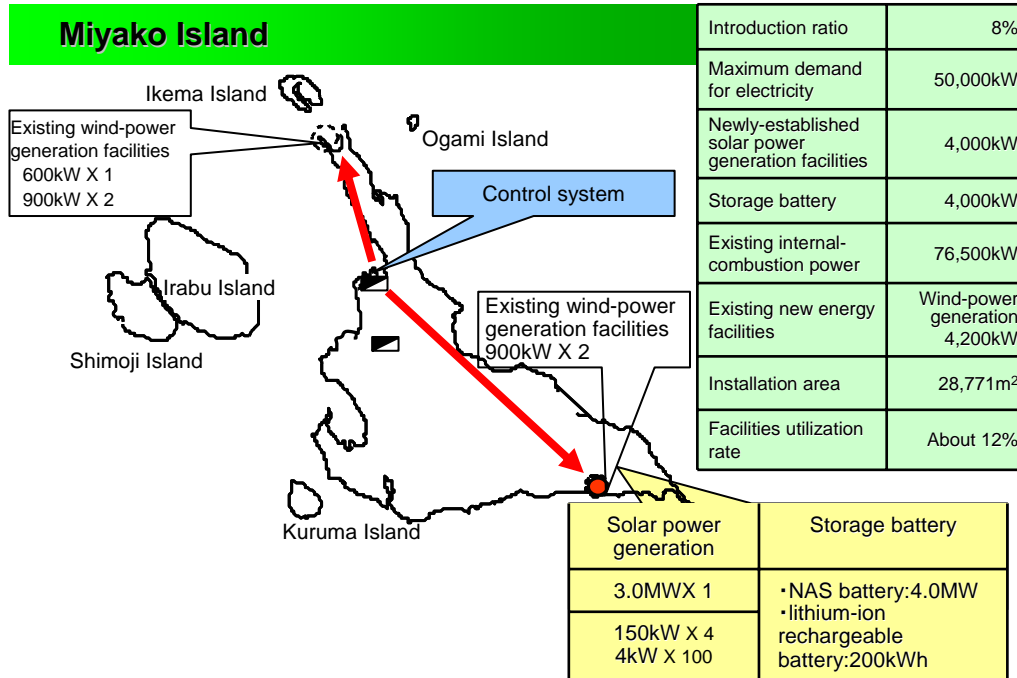 Miyako Island
Ikema Island
Existing wind-power
generation facilities
600kW X 1
900kW X 2
Ogami Island
Control system
Irabu Island
Shimoji Island
Existing wind-power
generation facilities
900kW X 2
Kuruma Island
Introduction ratio 8%
Maximum demand
for electricity 50,000kW
Newly-established
solar power
generation facilities 4,000kW
Storage battery 4,000kW
Existing internal-
combustion power 76,500kW
Existing new energy
facilities
Wind-power
generation
4,200kW
Installation area 28,771m²
Facilities utilization
rate About 12%
Solar power
generation
Storage battery
3.0MWX 1
150kW X 4
4kW X 100
・NAS battery:4.0MW
・lithium-ion
rechargeable
battery:200kWh